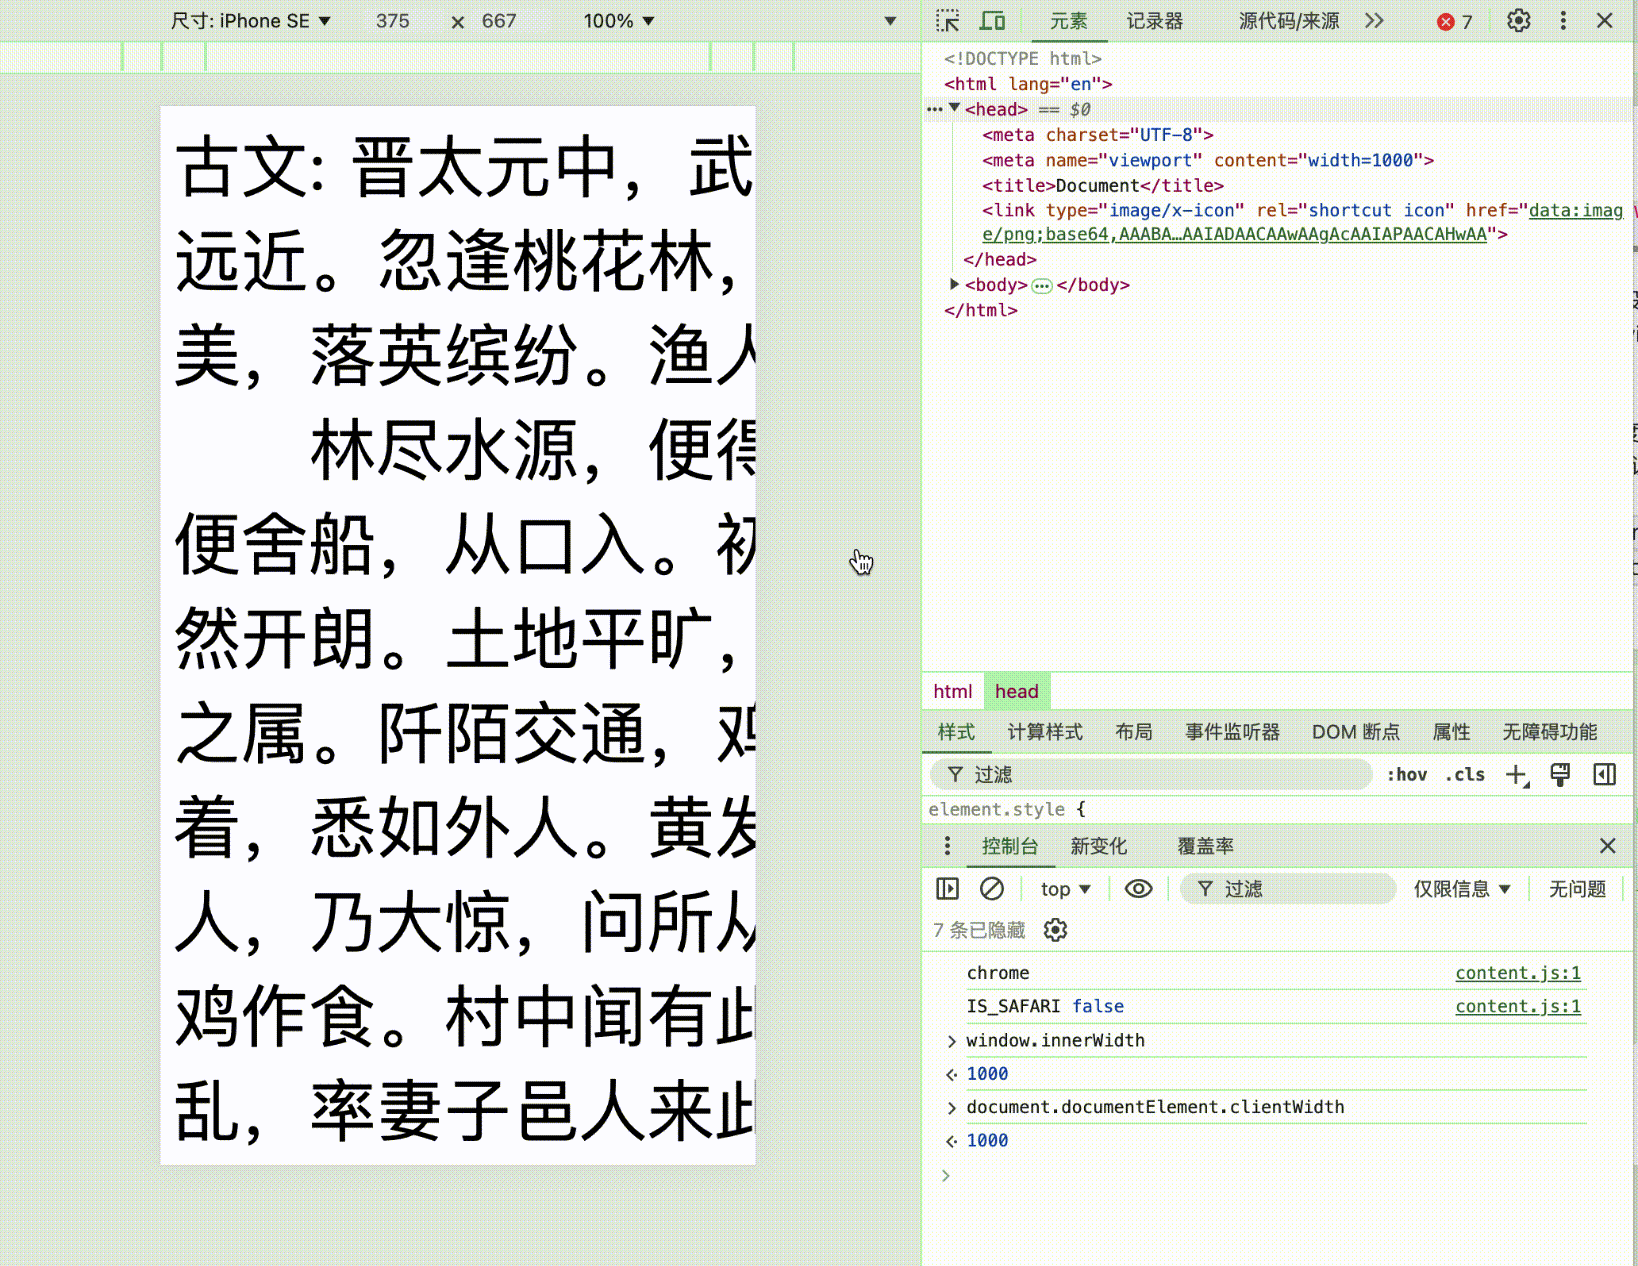 尺寸: iPhone SE ▼ 375 × 667 100% ▼
古文: 晋太元中，武
远近。忽逢桃花林，
美，落英缤纷。渔人
林尽水源，便得
便舍船，从口入。初
然开朗。土地平旷，
之属。阡陌交通，鸡
着，悉如外人。黄发
人，乃大惊，问所从
鸡作食。村中闻有此
乱，率妻子邑人来此
元素 记录器 源代码/来源 7
<!DOCTYPE html>
<html lang="en">
<head> == $0
<meta charset="UTF-8">
<meta name="viewport" content="width=1000">
<title>Document</title>
<link type="image/x-icon" rel="shortcut icon" href="data:imag
e/png;base64,AAABA…AAIADAACAAwAAgAcAAIAPAACAHwAA">
</head>
<body>…</body>
</html>
html head
样式 计算样式 布局 事件监听器 DOM 断点 属性 无障碍功能
过滤 :hov .cls
element.style {
控制台 新变化 覆盖率
top ▼ 过滤 仅限信息 ▼ 无问题
7 条已隐藏
chrome content.js:1
IS_SAFARI false content.js:1
> window.innerWidth
1000
> document.documentElement.clientWidth
1000
>